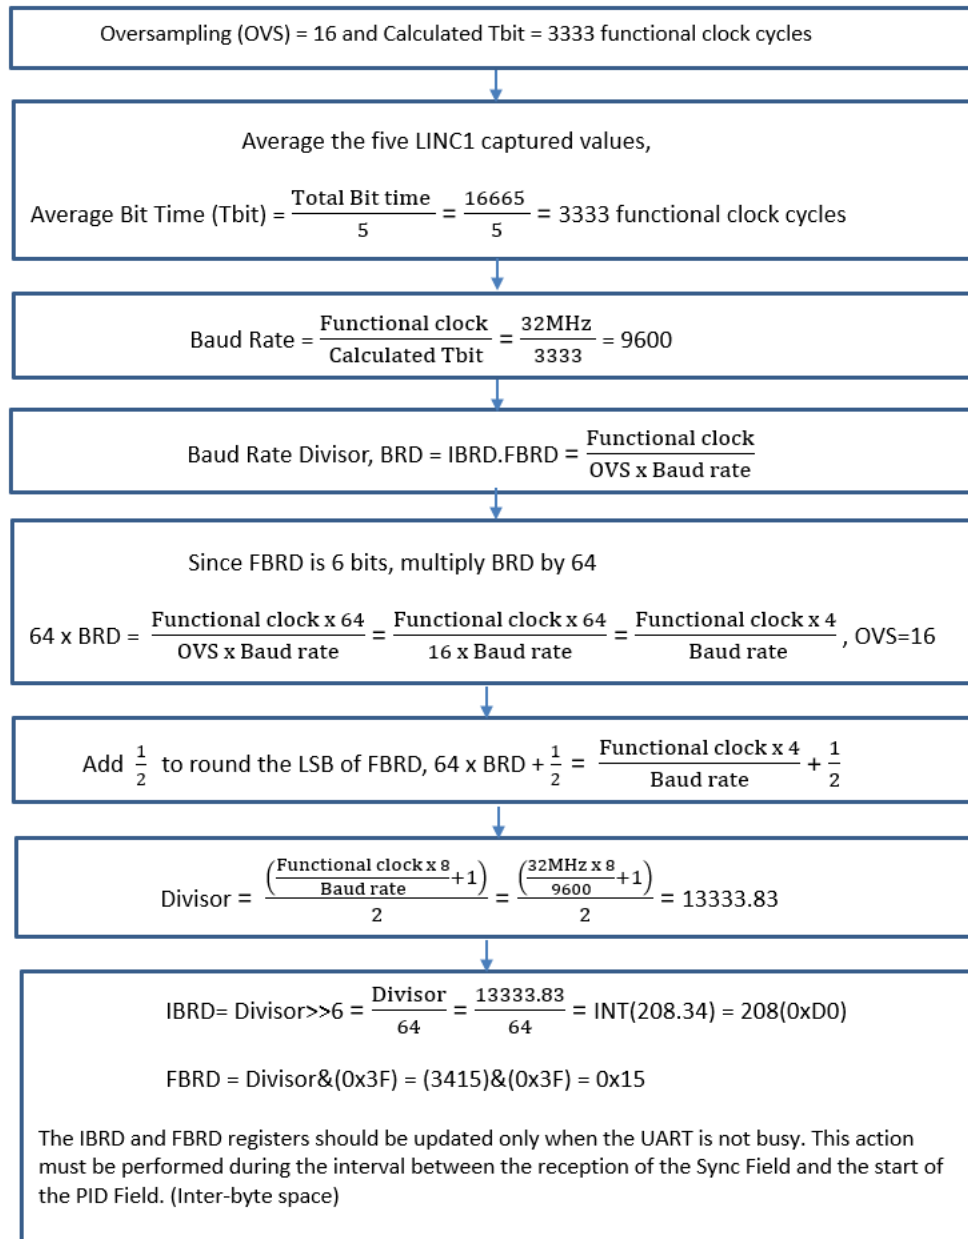 Oversampling (OVS) = 16 and Calculated Tbit = 3333 functional clock cycles
Average the five LINC1 captured values,
Average Bit Time (Tbit) = Total Bit time / 5 = 16665 / 5 = 3333 functional clock cycles
Baud Rate = Functional clock / Calculated Tbit = 32MHz / 3333 = 9600
Baud Rate Divisor, BRD = IBRD.FBRD = Functional clock / OVS x Baud rate
Since FBRD is 6 bits, multiply BRD by 64
64 x BRD = Functional clock x 64 / OVS x Baud rate = Functional clock x 64 / 16 x Baud rate = Functional clock x 4 / Baud rate , OVS=16
Add 1/2 to round the LSB of FBRD, 64 x BRD + 1/2 = Functional clock x 4 / Baud rate + 1/2
Divisor = (Functional clock x 8 / Baud rate +1) / 2 = (32MHz x 8 / 9600 +1) / 2 = 13333.83
IBRD= Divisor>>6 = Divisor / 64 = 13333.83 / 64 = INT(208.34) = 208(0xD0)
FBRD = Divisor&(0x3F) = (3415)&(0x3F) = 0x15
The IBRD and FBRD registers should be updated only when the UART is not busy. This action
must be performed during the interval between the reception of the Sync Field and the start of
the PID Field. (Inter-byte space)